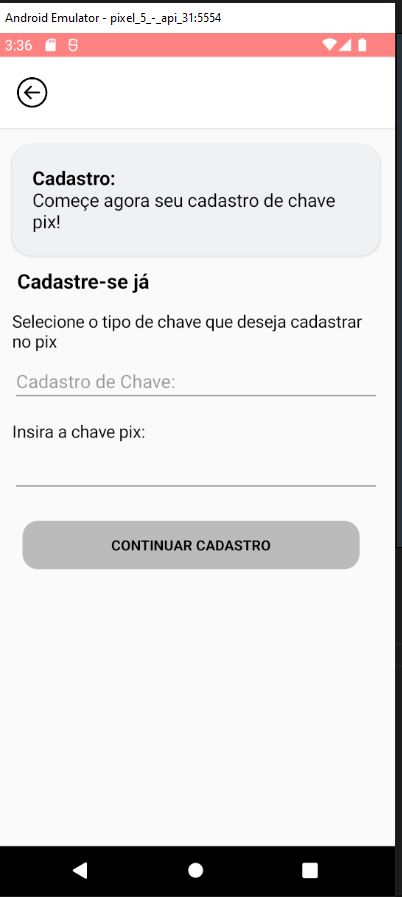 Android Emulator - pixel_5_-_api_31:5554
3:36
Cadastro:
Começe agora seu cadastro de chave
pix!
Cadastre-se já
Selecione o tipo de chave que deseja cadastrar
no pix
Cadastro de Chave:
Insira a chave pix:
CONTINUAR CADASTRO